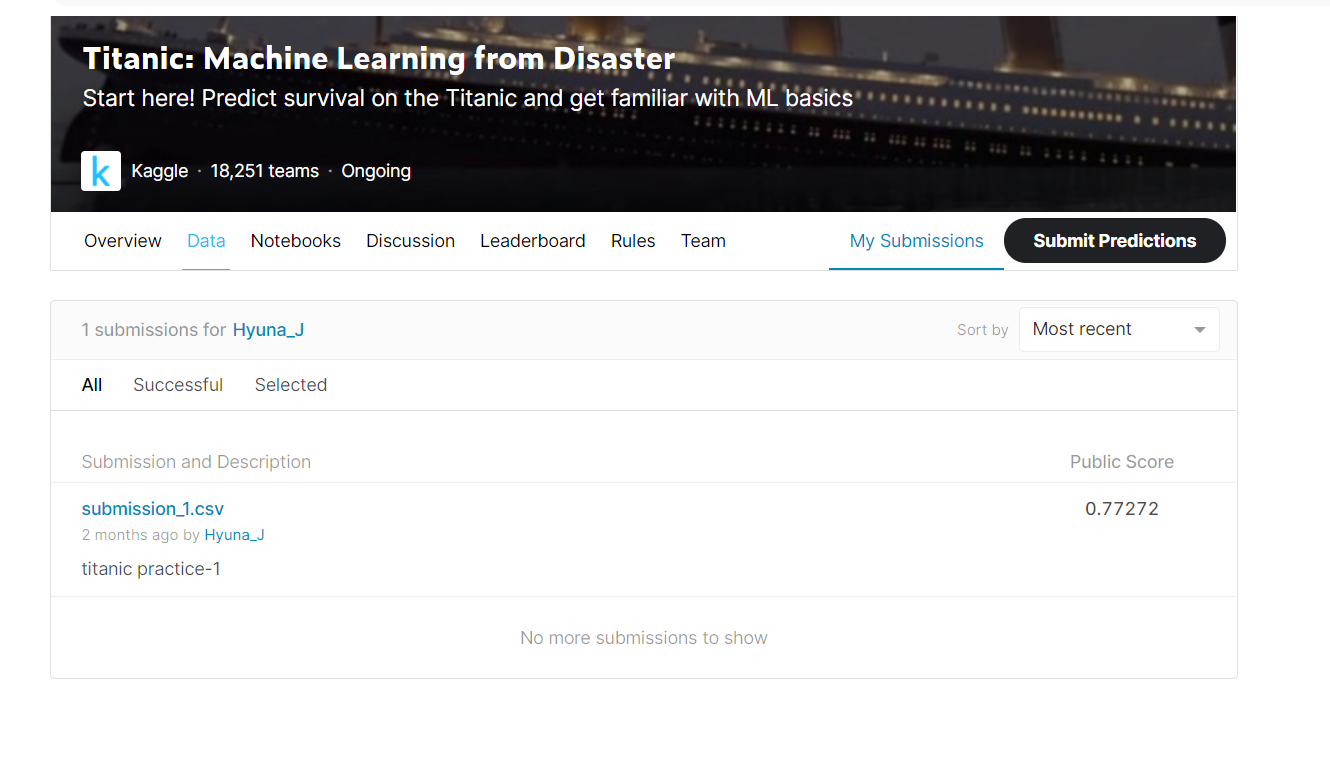 Titanic: Machine Learning from Disaster
Start here! Predict survival on the Titanic and get familiar with ML basics
k Kaggle · 18,251 teams · Ongoing
Overview Data Notebooks Discussion Leaderboard Rules Team My Submissions Submit Predictions
1 submissions for Hyuna_J Sort by Most recent
All Successful Selected
Submission and Description Public Score
submission_1.csv 0.77272
2 months ago by Hyuna_J
titanic practice-1
No more submissions to show